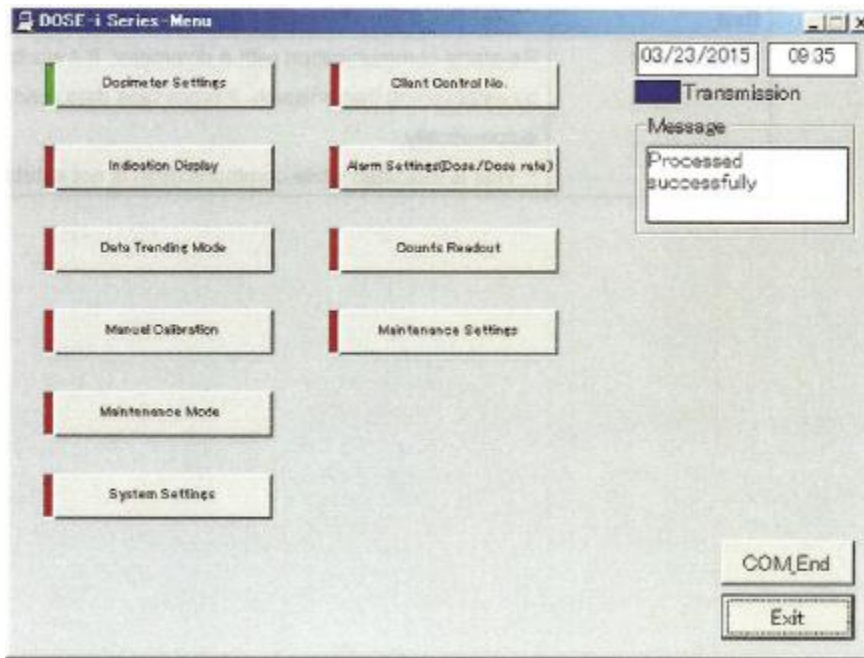 DOSE-i Series-Menu
03/23/2015 09:35
Transmission
Message
Processed
successfully
Dosimeter Settings
Indication Display
Data Trending Mode
Manual Calibration
Maintenance Mode
System Settings
Client Control No.
Alarm Settings(Dose/Dose rate)
Counts Readout
Maintenance Settings
COM_End
Exit